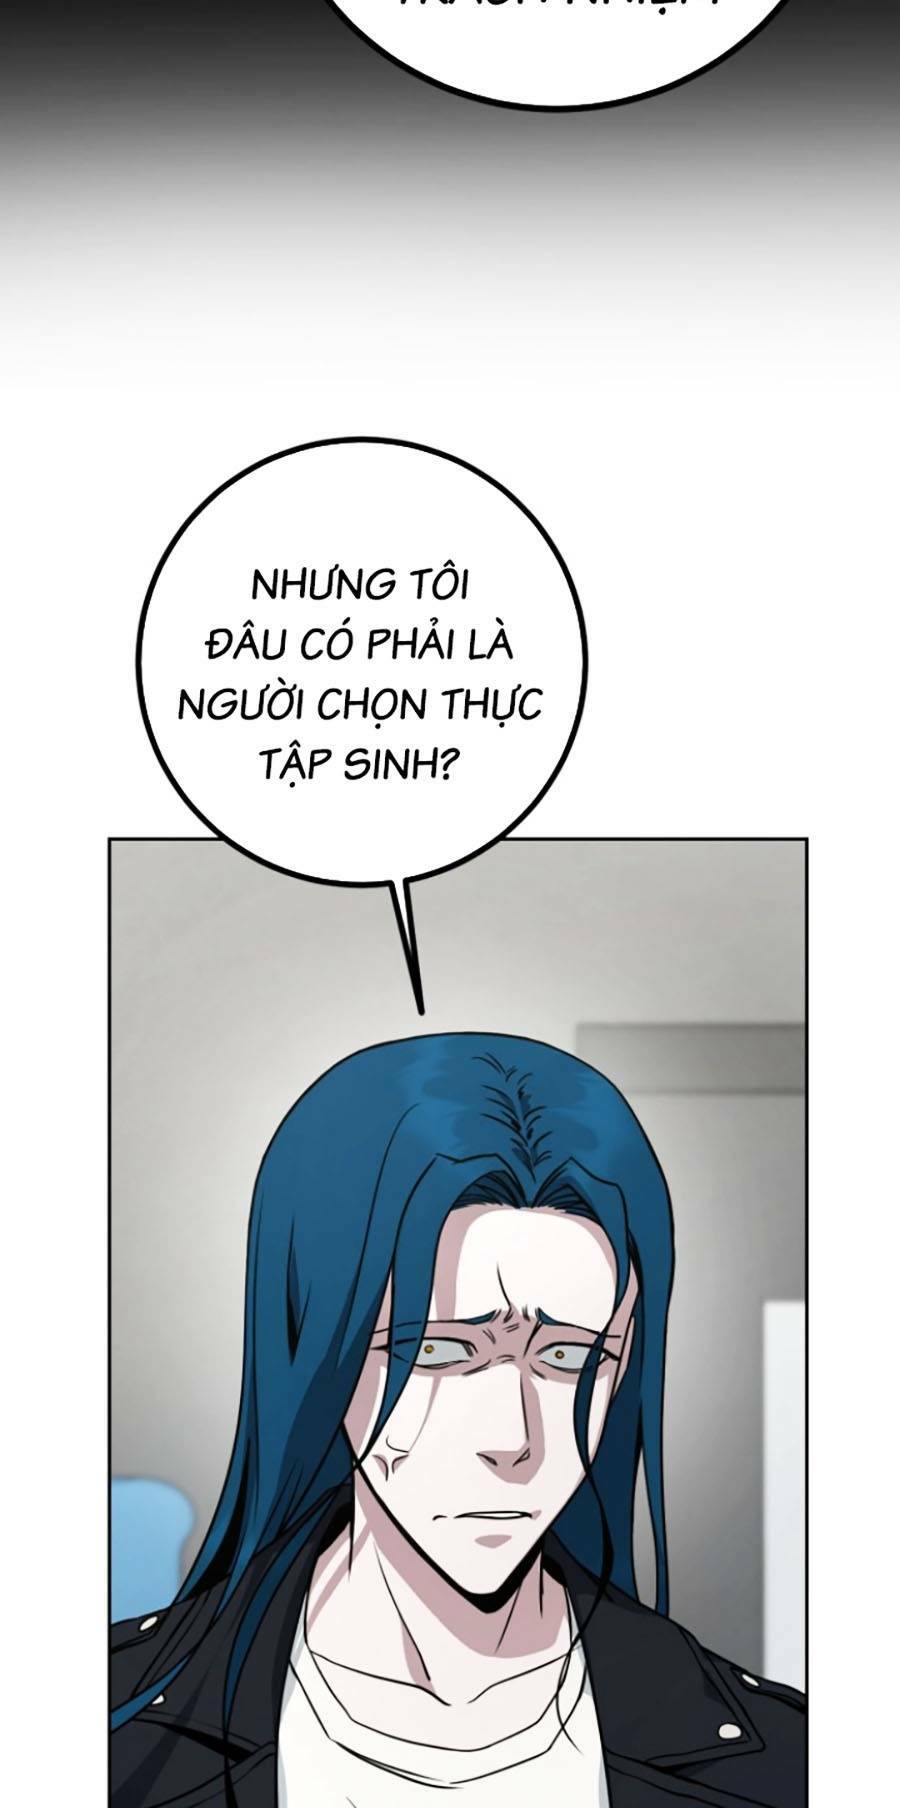 NHƯNG TÔI
ĐÂU CÓ PHẢI LÀ
NGƯỜI CHỌN THỰC
TẬP SINH?